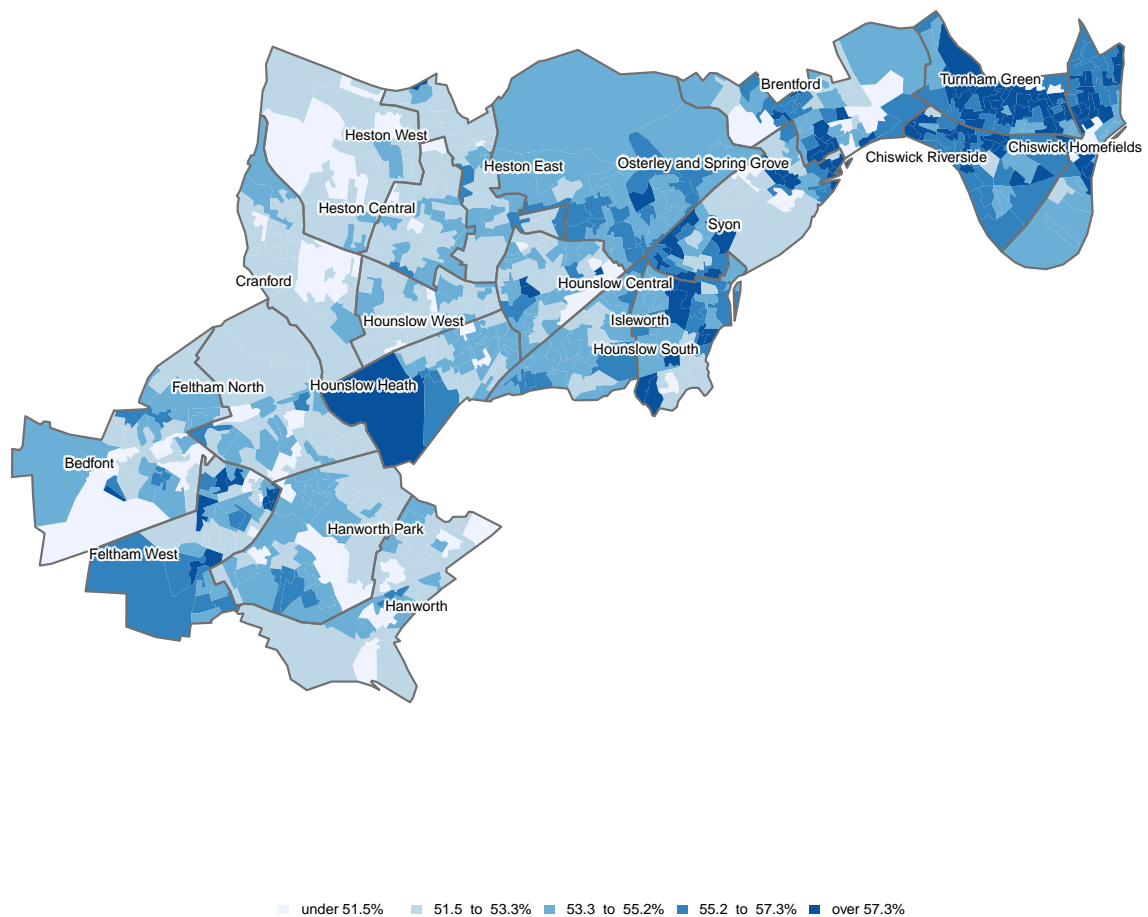 Turnham Green
Brentford
Heston West
Chiswick Homefields
Chiswick Riverside
Osterley and Spring Grove
Heston East
Heston Central
Syon
Cranford
Hounslow Central
Isleworth
Hounslow West
Hounslow South
Hounslow Heath
Feltham North
Bedfont
Hanworth Park
Feltham West
Hanworth
under 51.5% 51.5 to 53.3% 53.3 to 55.2% 55.2 to 57.3% over 57.3%